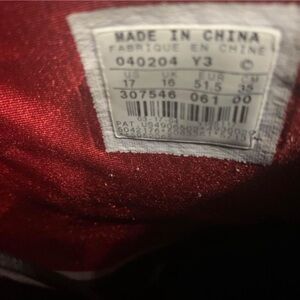 MADE IN CHINA
FABRIQUE EN CHINE
040204 Y3 ©
US UK EUR CM
17 16 51.5 35
307546 061 00